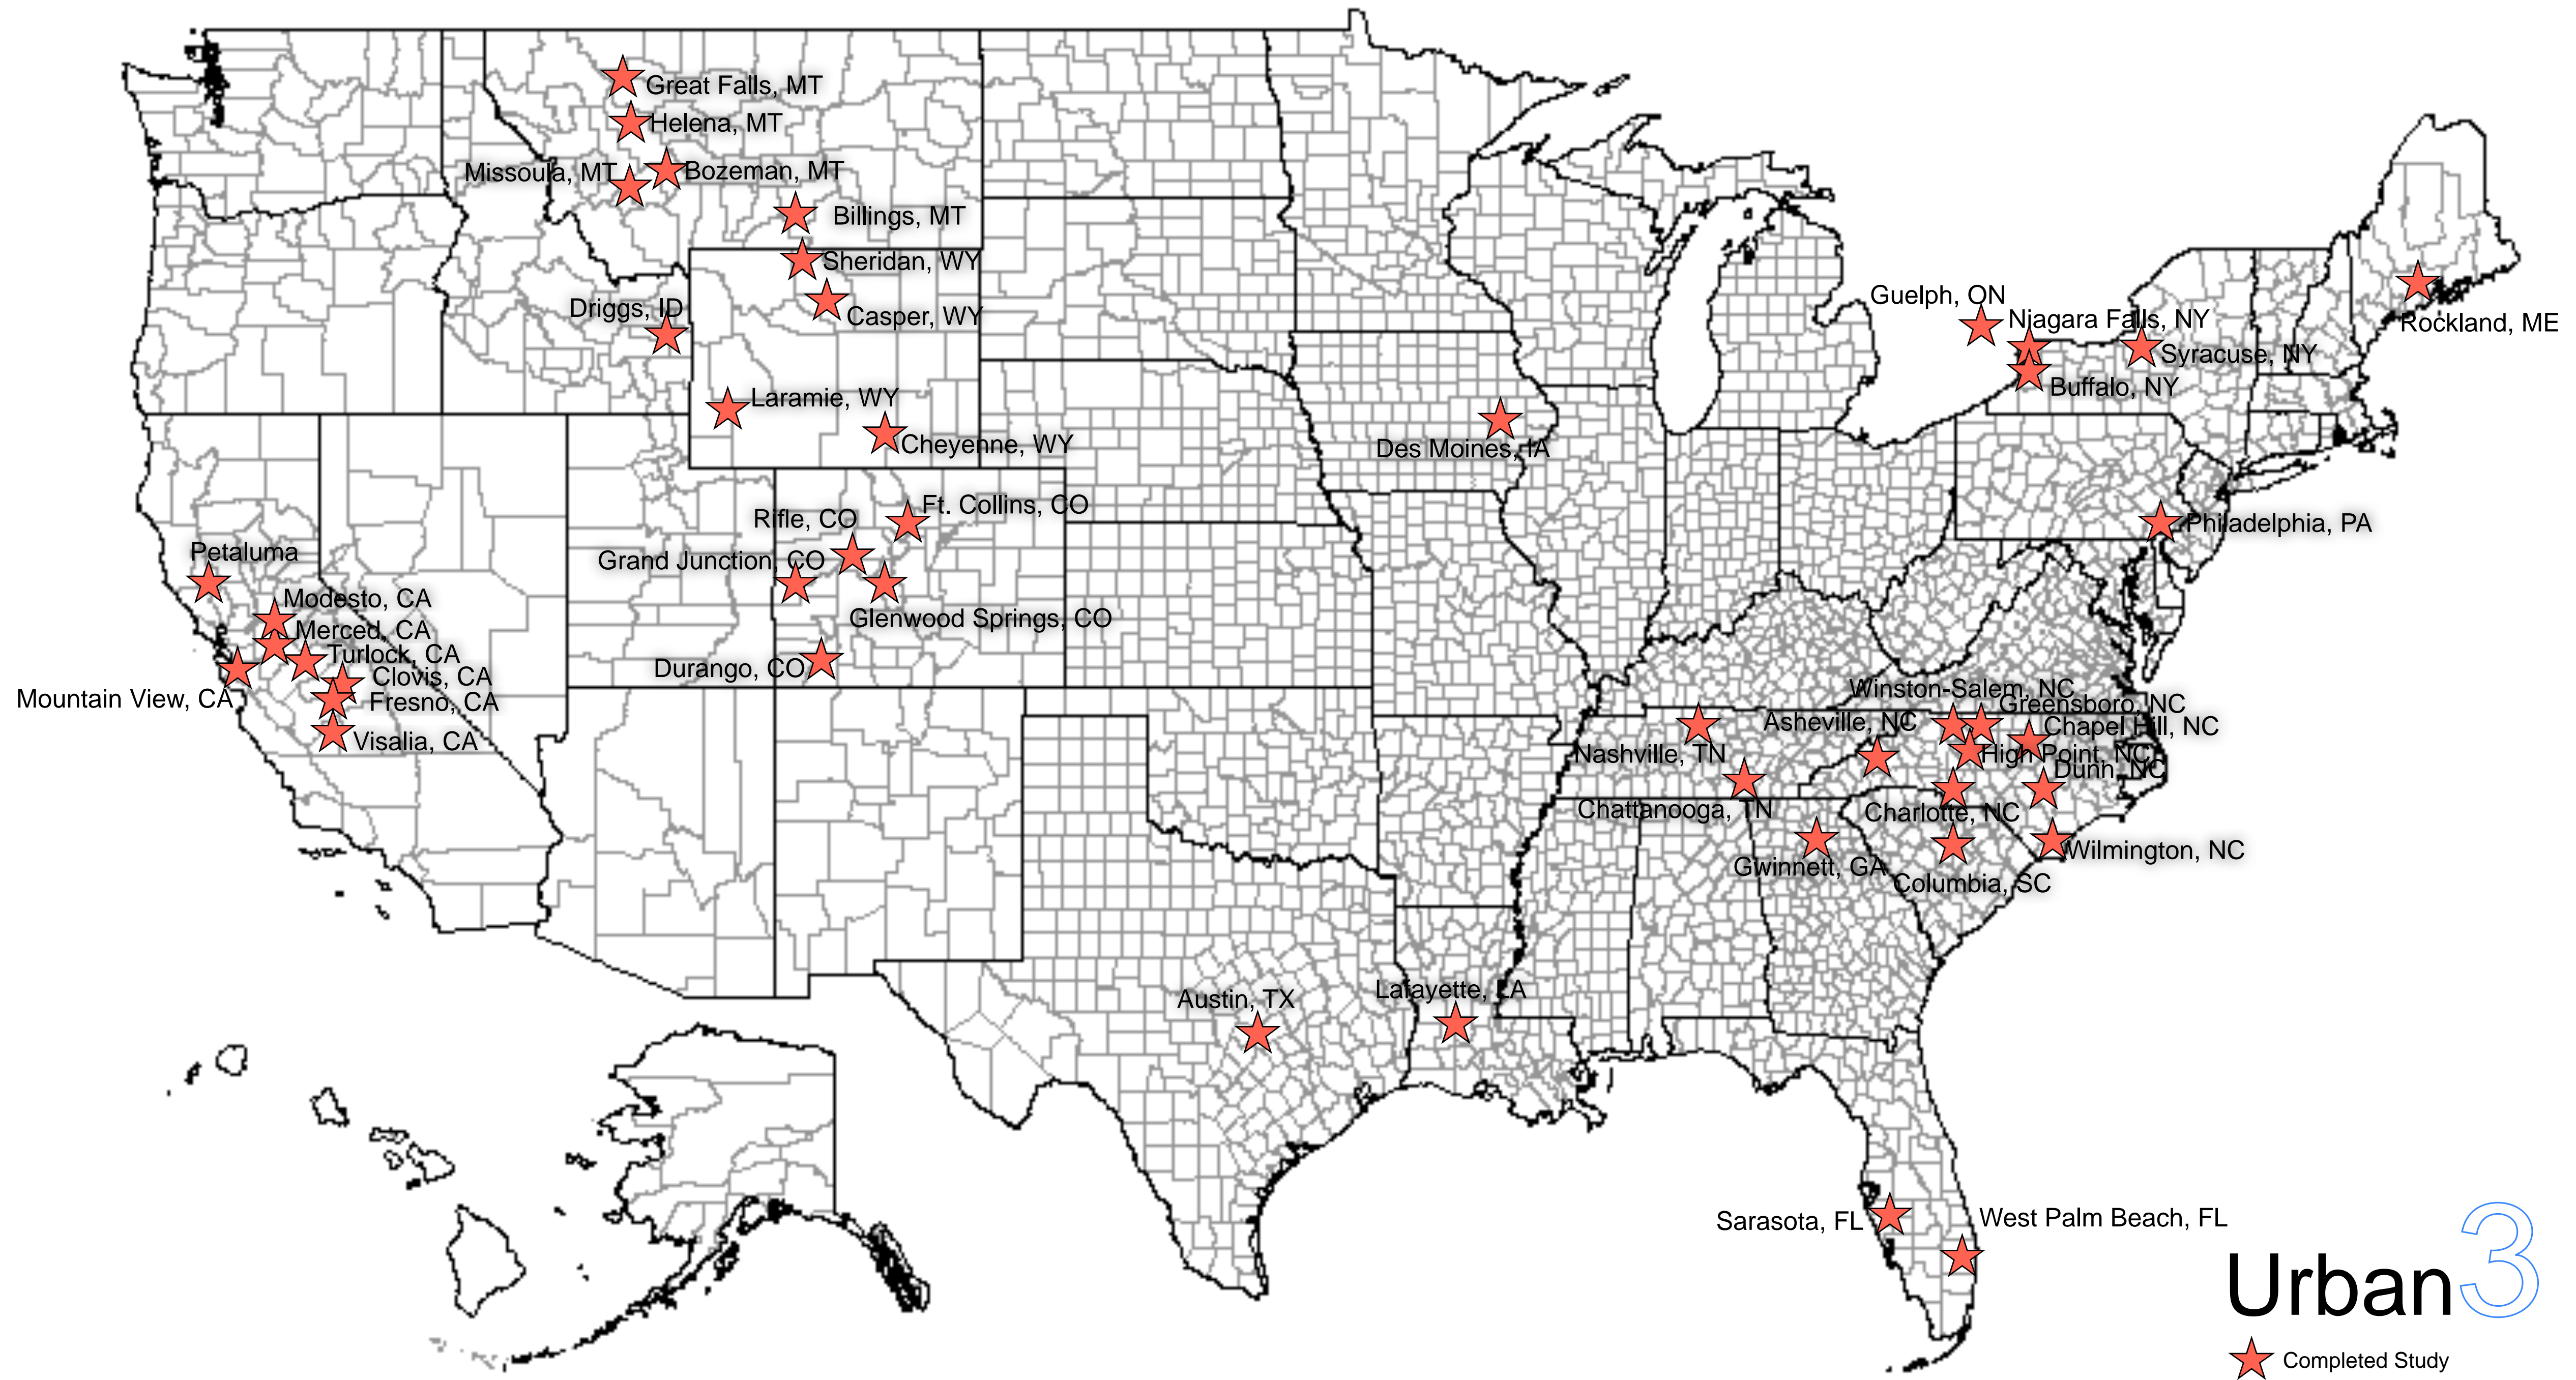 Great Falls, MT
Helena, MT
Missoula, MT
Bozeman, MT
Billings, MT
Sheridan, WY
Driggs, ID
Casper, WY
Laramie, WY
Cheyenne, WY
Ft. Collins, CO
Rifle, CO
Grand Junction, CO
Glenwood Springs, CO
Durango, CO
Petaluma
Modesto, CA
Merced, CA
Turlock, CA
Clovis, CA
Mountain View, CA
Fresno, CA
Visalia, CA
Des Moines, IA
Guelph, ON
Niagara Falls, NY
Syracuse, NY
Buffalo, NY
Rockland, ME
Philadelphia, PA
Winston-Salem, NC
Greensboro, NC
Asheville, NC
Chapel Hill, NC
Nashville, TN
High Point, NC
Dunn, NC
Chattanooga, TN
Charlotte, NC
Wilmington, NC
Gwinnett, GA
Columbia, SC
Austin, TX
Lafayette, LA
Sarasota, FL
West Palm Beach, FL
Urban3
Completed Study